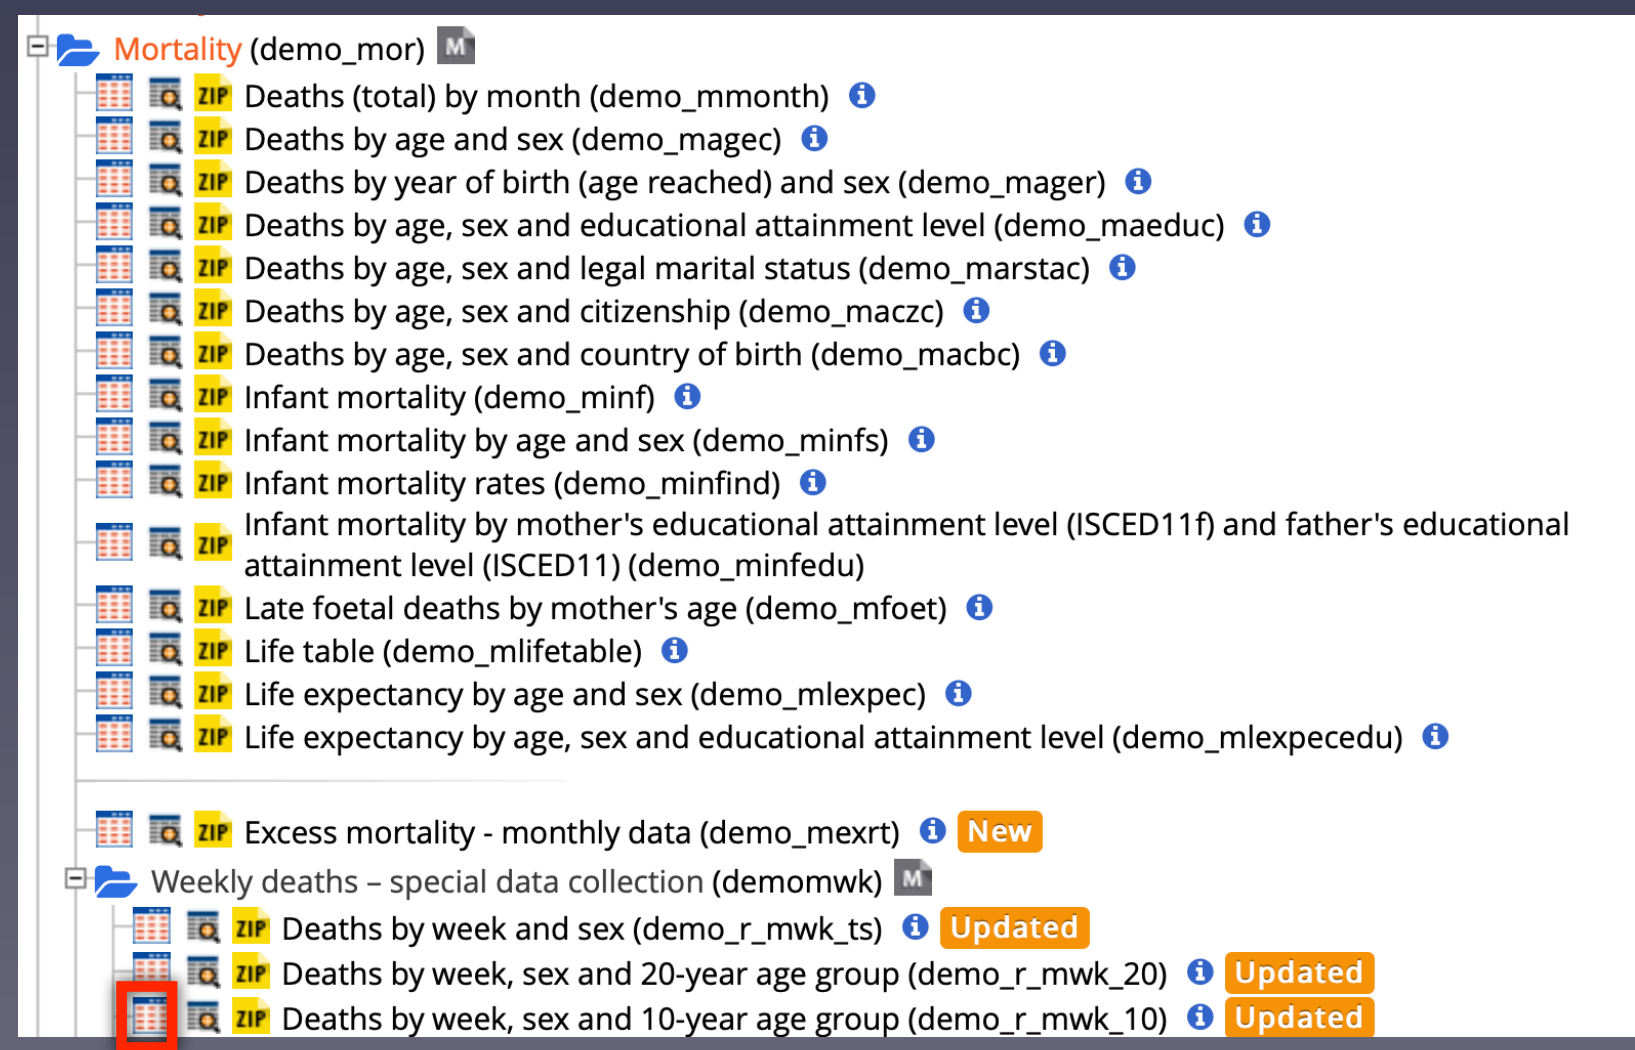 Mortality (demo_mor) M
ZIP Deaths (total) by month (demo_mmonth) i
ZIP Deaths by age and sex (demo_magec) i
ZIP Deaths by year of birth (age reached) and sex (demo_mager) i
ZIP Deaths by age, sex and educational attainment level (demo_maeduc) i
ZIP Deaths by age, sex and legal marital status (demo_marstac) i
ZIP Deaths by age, sex and citizenship (demo_maczc) i
ZIP Deaths by age, sex and country of birth (demo_macbc) i
ZIP Infant mortality (demo_minf) i
ZIP Infant mortality by age and sex (demo_minfs) i
ZIP Infant mortality rates (demo_minfind) i
ZIP Infant mortality by mother's educational attainment level (ISCED11f) and father's educational
attainment level (ISCED11) (demo_minfedu)
ZIP Late foetal deaths by mother's age (demo_mfoet) i
ZIP Life table (demo_mlifetable) i
ZIP Life expectancy by age and sex (demo_mlexpec) i
ZIP Life expectancy by age, sex and educational attainment level (demo_mlexpecedu) i
ZIP Excess mortality - monthly data (demo_mexrt) i New
Weekly deaths – special data collection (demomwk) M
ZIP Deaths by week and sex (demo_r_mwk_ts) i Updated
ZIP Deaths by week, sex and 20-year age group (demo_r_mwk_20) i Updated
ZIP Deaths by week, sex and 10-year age group (demo_r_mwk_10) i Updated